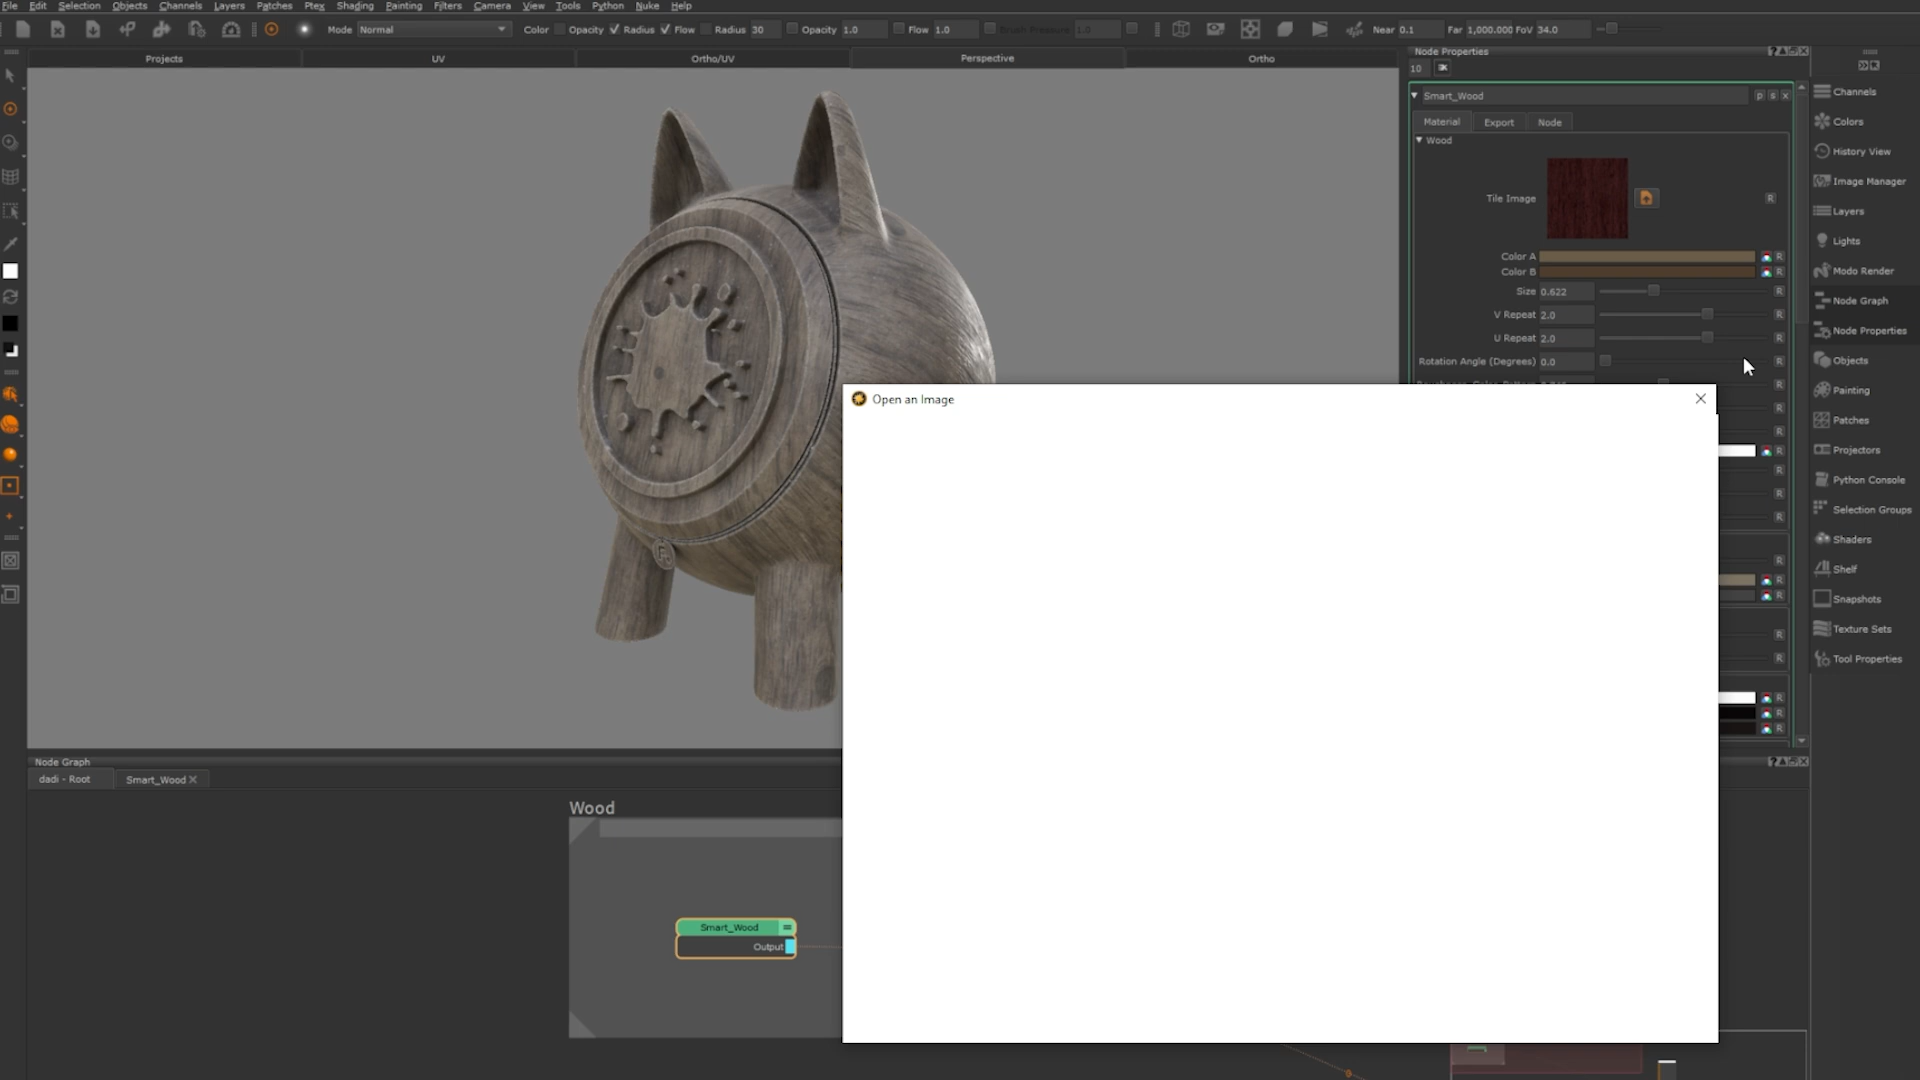 File Edit Selection Objects Channels Layers Patches Ptex Shading Painting Filters Camera View Tools Python Nuke Help
Mode Normal Color Opacity Radius Flow Radius 30 Opacity 1.0 Flow 1.0 Brush Pressure 1.0 Near 0.1 Far 1,000.000 FoV 34.0
Projects UV Ortho/UV Perspective Ortho
Node Properties
10
Smart_Wood
Material Export Node
Wood
Tile Image
Color A
Color B
Size 0.622
V Repeat 2.0
U Repeat 2.0
Rotation Angle (Degrees) 0.0
Channels
Colors
History View
Image Manager
Layers
Lights
Modo Render
Node Graph
Node Properties
Objects
Painting
Patches
Projectors
Python Console
Selection Groups
Shaders
Shelf
Snapshots
Texture Sets
Tool Properties
Open an Image
Node Graph
dadi - Root Smart_Wood
Wood
Smart_Wood
Output